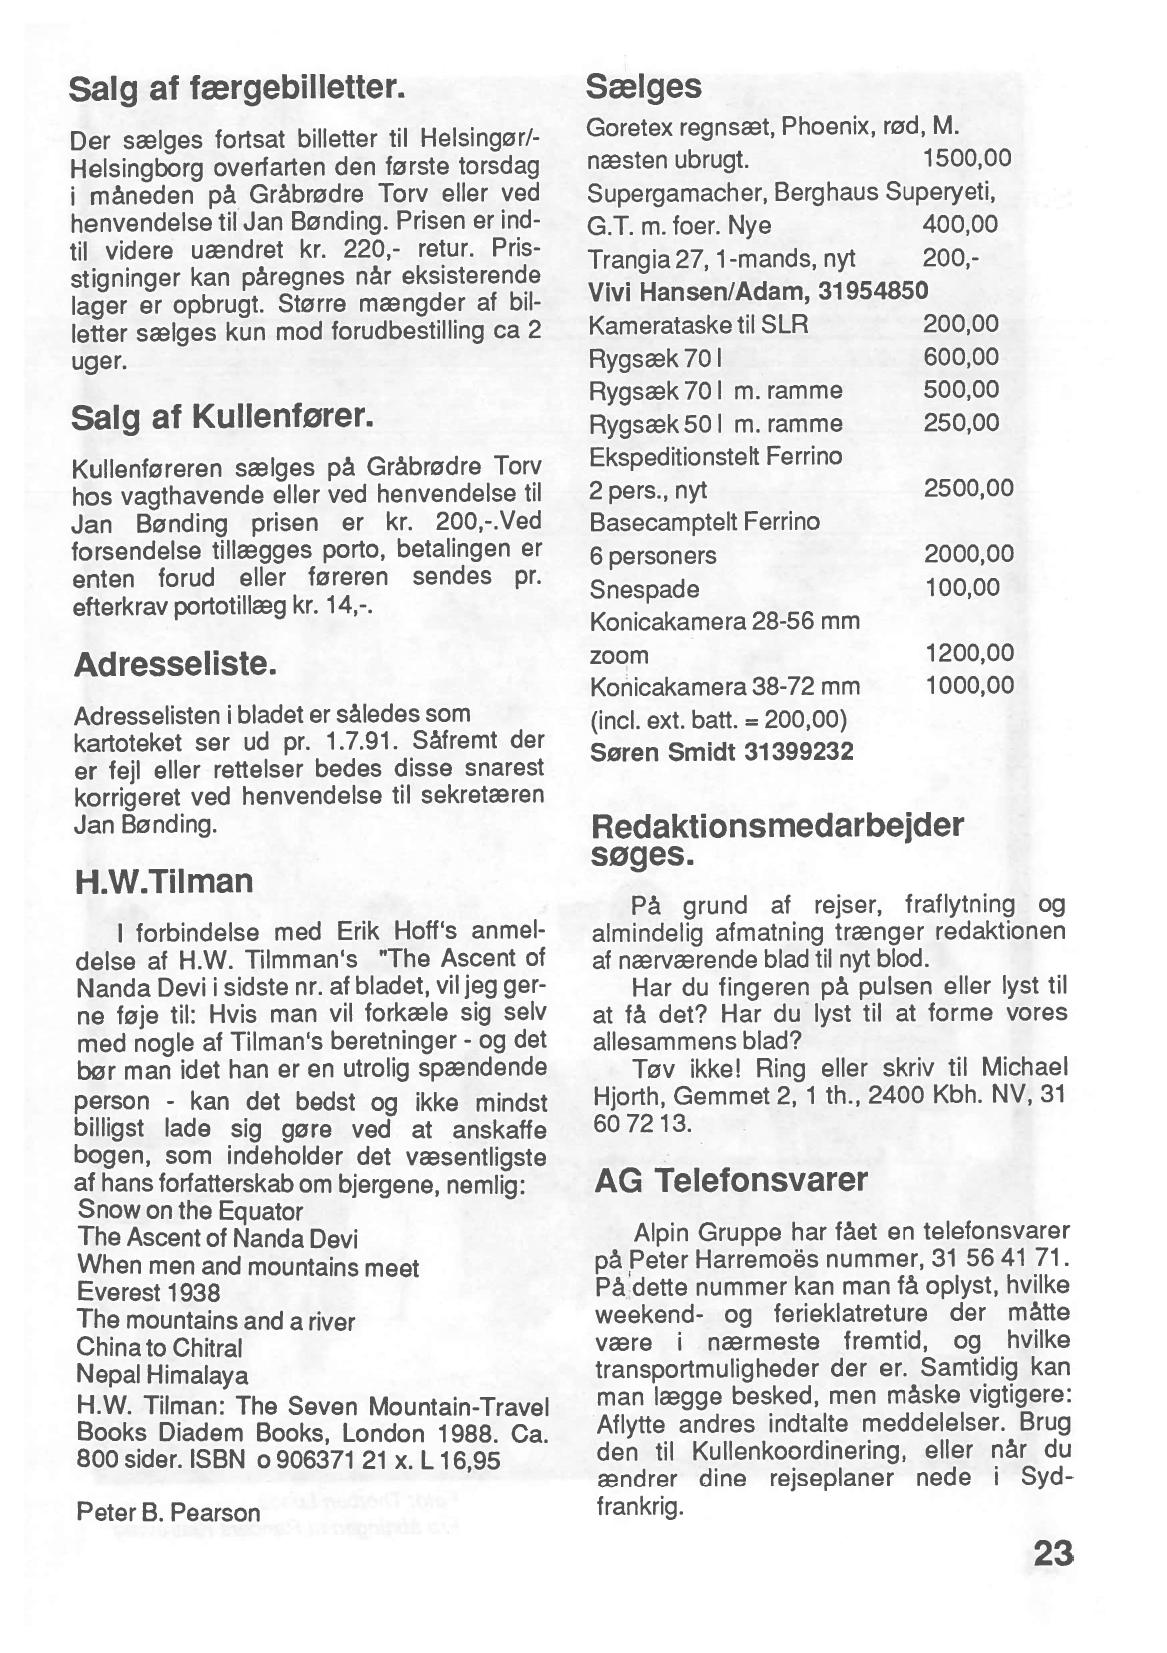 Salg af færgebilletter.
Der sælges fortsat billetter til Helsingør/-
Helsingborg overfarten den første torsdag
i måneden på Gråbrødre Torv eller ved
henvendelse til Jan Bønding. Prisen er ind-
til videre uændret kr. 220,- retur. Pris-
stigninger kan påregnes når eksisterende
lager er opbrugt. Større mængder af bil-
letter sælges kun mod forudbestilling ca 2
uger.
Salg af Kullenfører.
Kullenføreren sælges på Gråbrødre Torv
hos vagthavende eller ved henvendelse til
Jan Bønding prisen er kr. 200,-.Ved
forsendelse tillægges porto, betalingen er
enten forud eller føreren sendes pr.
efterkrav portotillæg kr. 14,-.
Adresseliste.
Adresselisten i bladet er således som
kartoteket ser ud pr. 1.7.91. Såfremt der
er fejl eller rettelser bedes disse snarest
korrigeret ved henvendelse til sekretæren
Jan Bønding.
H.W.Tilman
I forbindelse med Erik Hoff's anmel-
delse af H.W. Tilmman's "The Ascent of
Nanda Devi i sidste nr. af bladet, vil jeg ger-
ne føje til: Hvis man vil forkæle sig selv
med nogle af Tilman's beretninger - og det
bør man idet han er en utrolig spændende
person - kan det bedst og ikke mindst
billigst lade sig gøre ved at anskaffe
bogen, som indeholder det væsentligste
af hans forfatterskab om bjergene, nemlig:
Snow on the Equator
The Ascent of Nanda Devi
When men and mountains meet
Everest 1938
The mountains and a river
China to Chitral
Nepal Himalaya
H.W. Tilman: The Seven Mountain-Travel
Books Diadem Books, London 1988. Ca.
800 sider. ISBN o 906371 21 x. L 16,95
Peter B. Pearson
Sælges
Goretex regnsæt, Phoenix, rød, M.
næsten ubrugt. 1500,00
Supergamacher, Berghaus Superyeti,
G.T. m. foer. Nye 400,00
Trangia 27, 1-mands, nyt 200,-
Vivi Hansen/Adam, 31954850
Kamerataske til SLR 200,00
Rygsæk 70 l 600,00
Rygsæk 70 l m. ramme 500,00
Rygsæk 50 l m. ramme 250,00
Ekspeditionstelt Ferrino
2 pers., nyt 2500,00
Basecamptelt Ferrino
6 personers 2000,00
Snespade 100,00
Konicakamera 28-56 mm
zoom 1200,00
Konicakamera 38-72 mm 1000,00
(incl. ext. batt. = 200,00)
Søren Smidt 31399232
Redaktionsmedarbejder
søges.
På grund af rejser, fraflytning og
almindelig afmatning trænger redaktionen
af nærværende blad til nyt blod.
Har du fingeren på pulsen eller lyst til
at få det? Har du lyst til at forme vores
allesammens blad?
Tøv ikke! Ring eller skriv til Michael
Hjorth, Gemmet 2, 1 th., 2400 Kbh. NV, 31
60 72 13.
AG Telefonsvarer
Alpin Gruppe har fået en telefonsvarer
på Peter Harremoës nummer, 31 56 41 71.
På dette nummer kan man få oplyst, hvilke
weekend- og ferieklatreture der måtte
være i nærmeste fremtid, og hvilke
transportmuligheder der er. Samtidig kan
man lægge besked, men måske vigtigere:
Aflytte andres indtalte meddelelser. Brug
den til Kullenkoordinering, eller når du
ændrer dine rejseplaner nede i Syd-
frankrig.
23